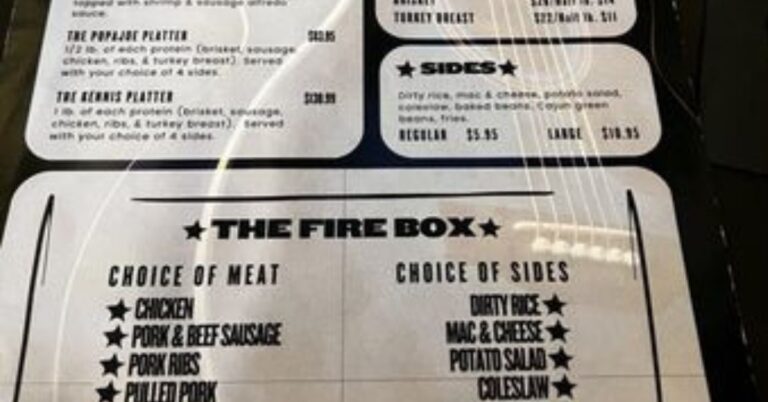 topped with shrimp & sausage alfredo
sauce.
THE POPAJOE PLATTER $83.95
1/2 lb. of each protein (brisket, sausage,
chicken, ribs, & turkey breast). Served
with your choice of 4 sides.
THE KENNIS PLATTER
1 lb. of each protein (brisket, sausage,
chicken, ribs, & turkey breast). Served
with your choice of 4 sides.
TURKEY BREAST $22/Half lb. $11
★ SIDES ★
Dirty rice, mac & cheese, potato salad,
coleslaw, baked beans, Cajun green
beans, fries.
REGULAR $5.95 LARGE $10.95
★ THE FIRE BOX ★
CHOICE OF MEAT
★ CHICKEN
★ PORK & BEEF SAUSAGE
★ PORK RIBS
★ PULLED PORK
CHOICE OF SIDES
DIRTY RICE ★
MAC & CHEESE ★
POTATO SALAD ★
COLESLAW ★